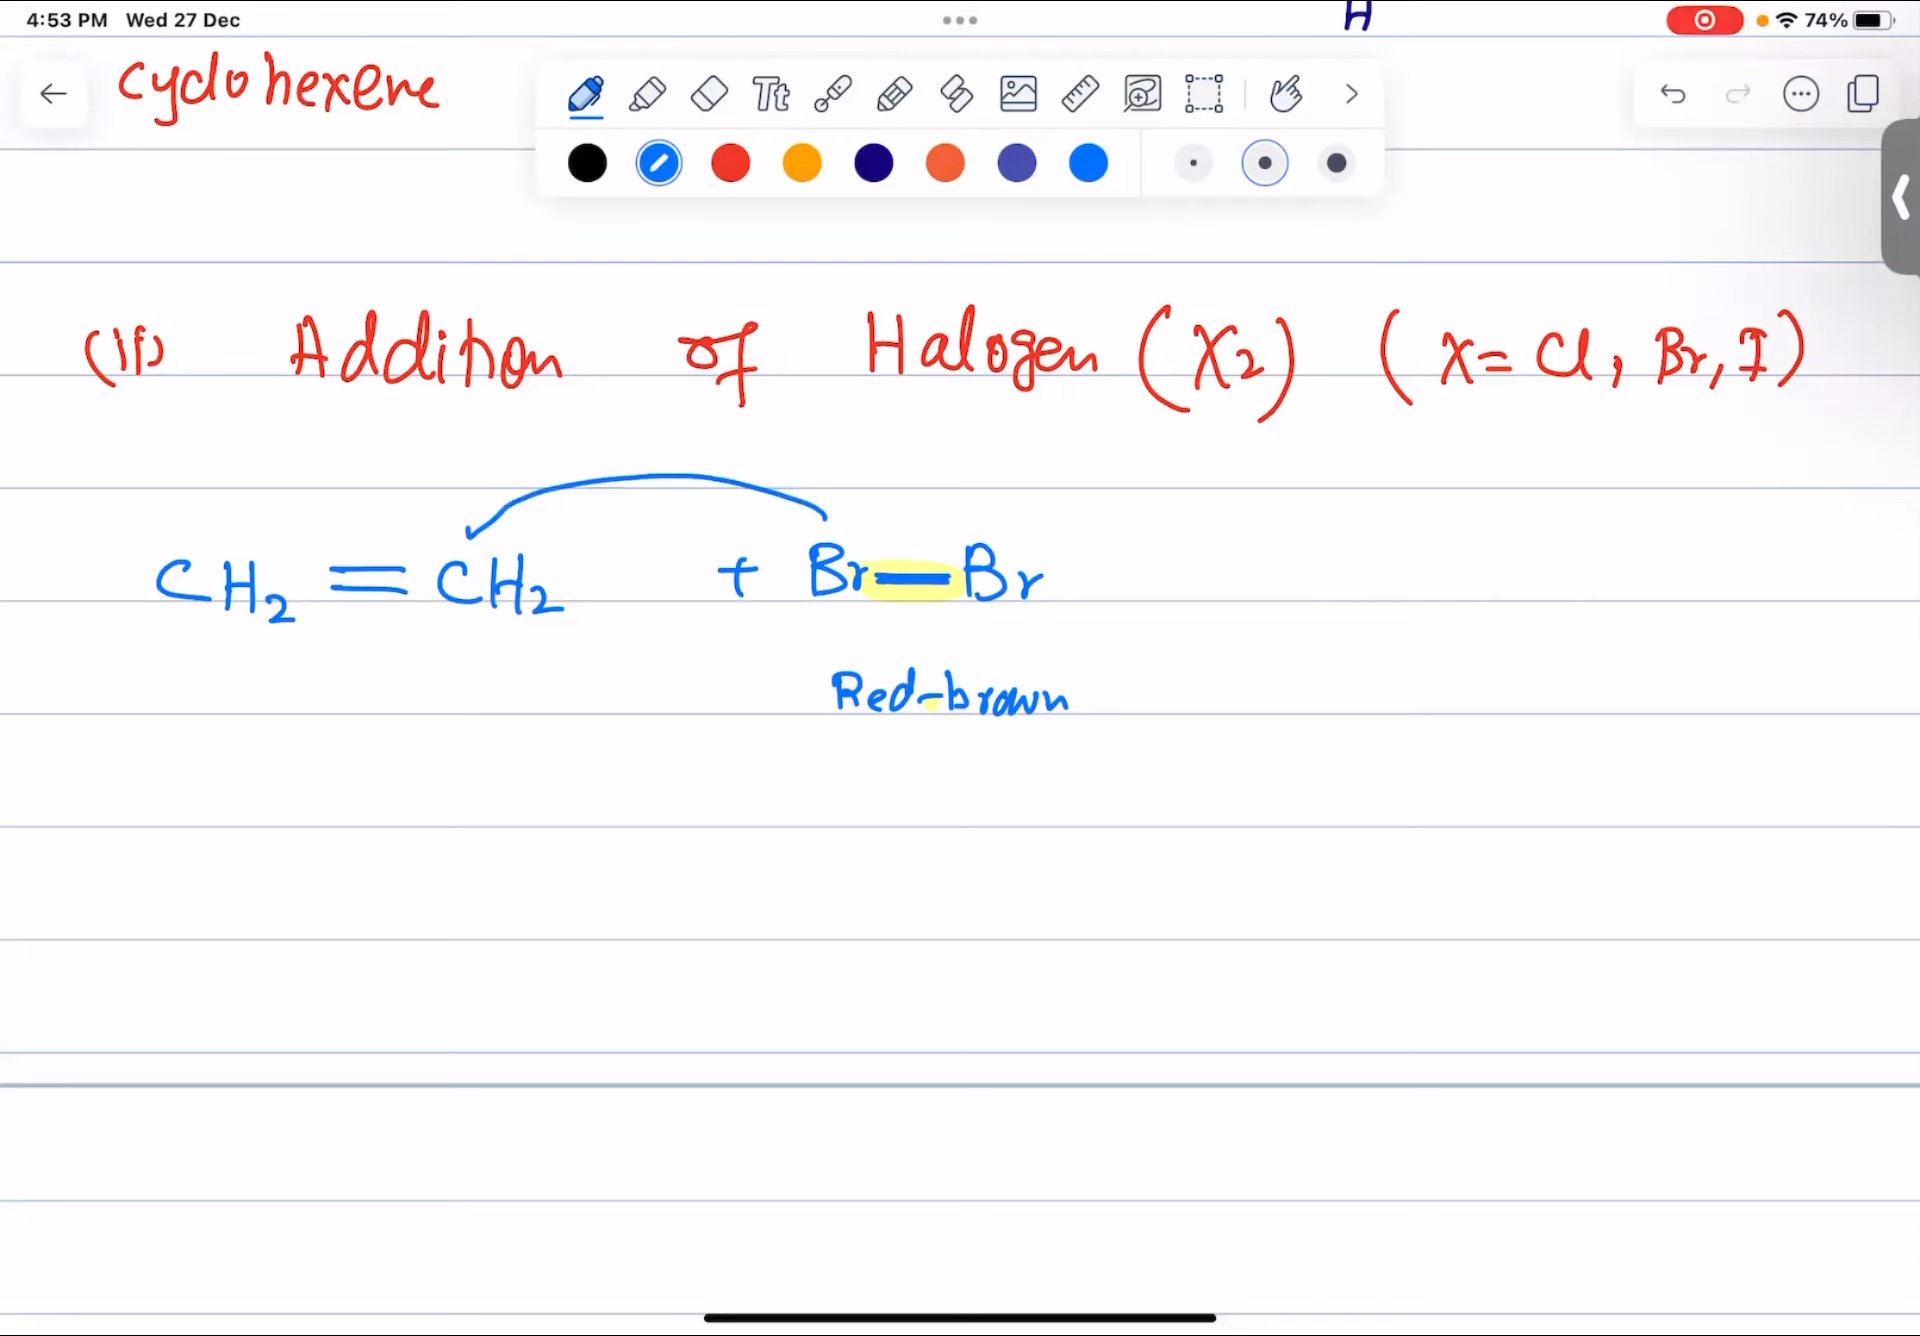 4:53 PM Wed 27 Dec
H
74%
cyclohexene
Tt
(ii) Addition of Halogen (X2) (X= Cl, Br, I)
CH2 = CH2 + Br—Br
Red-brown